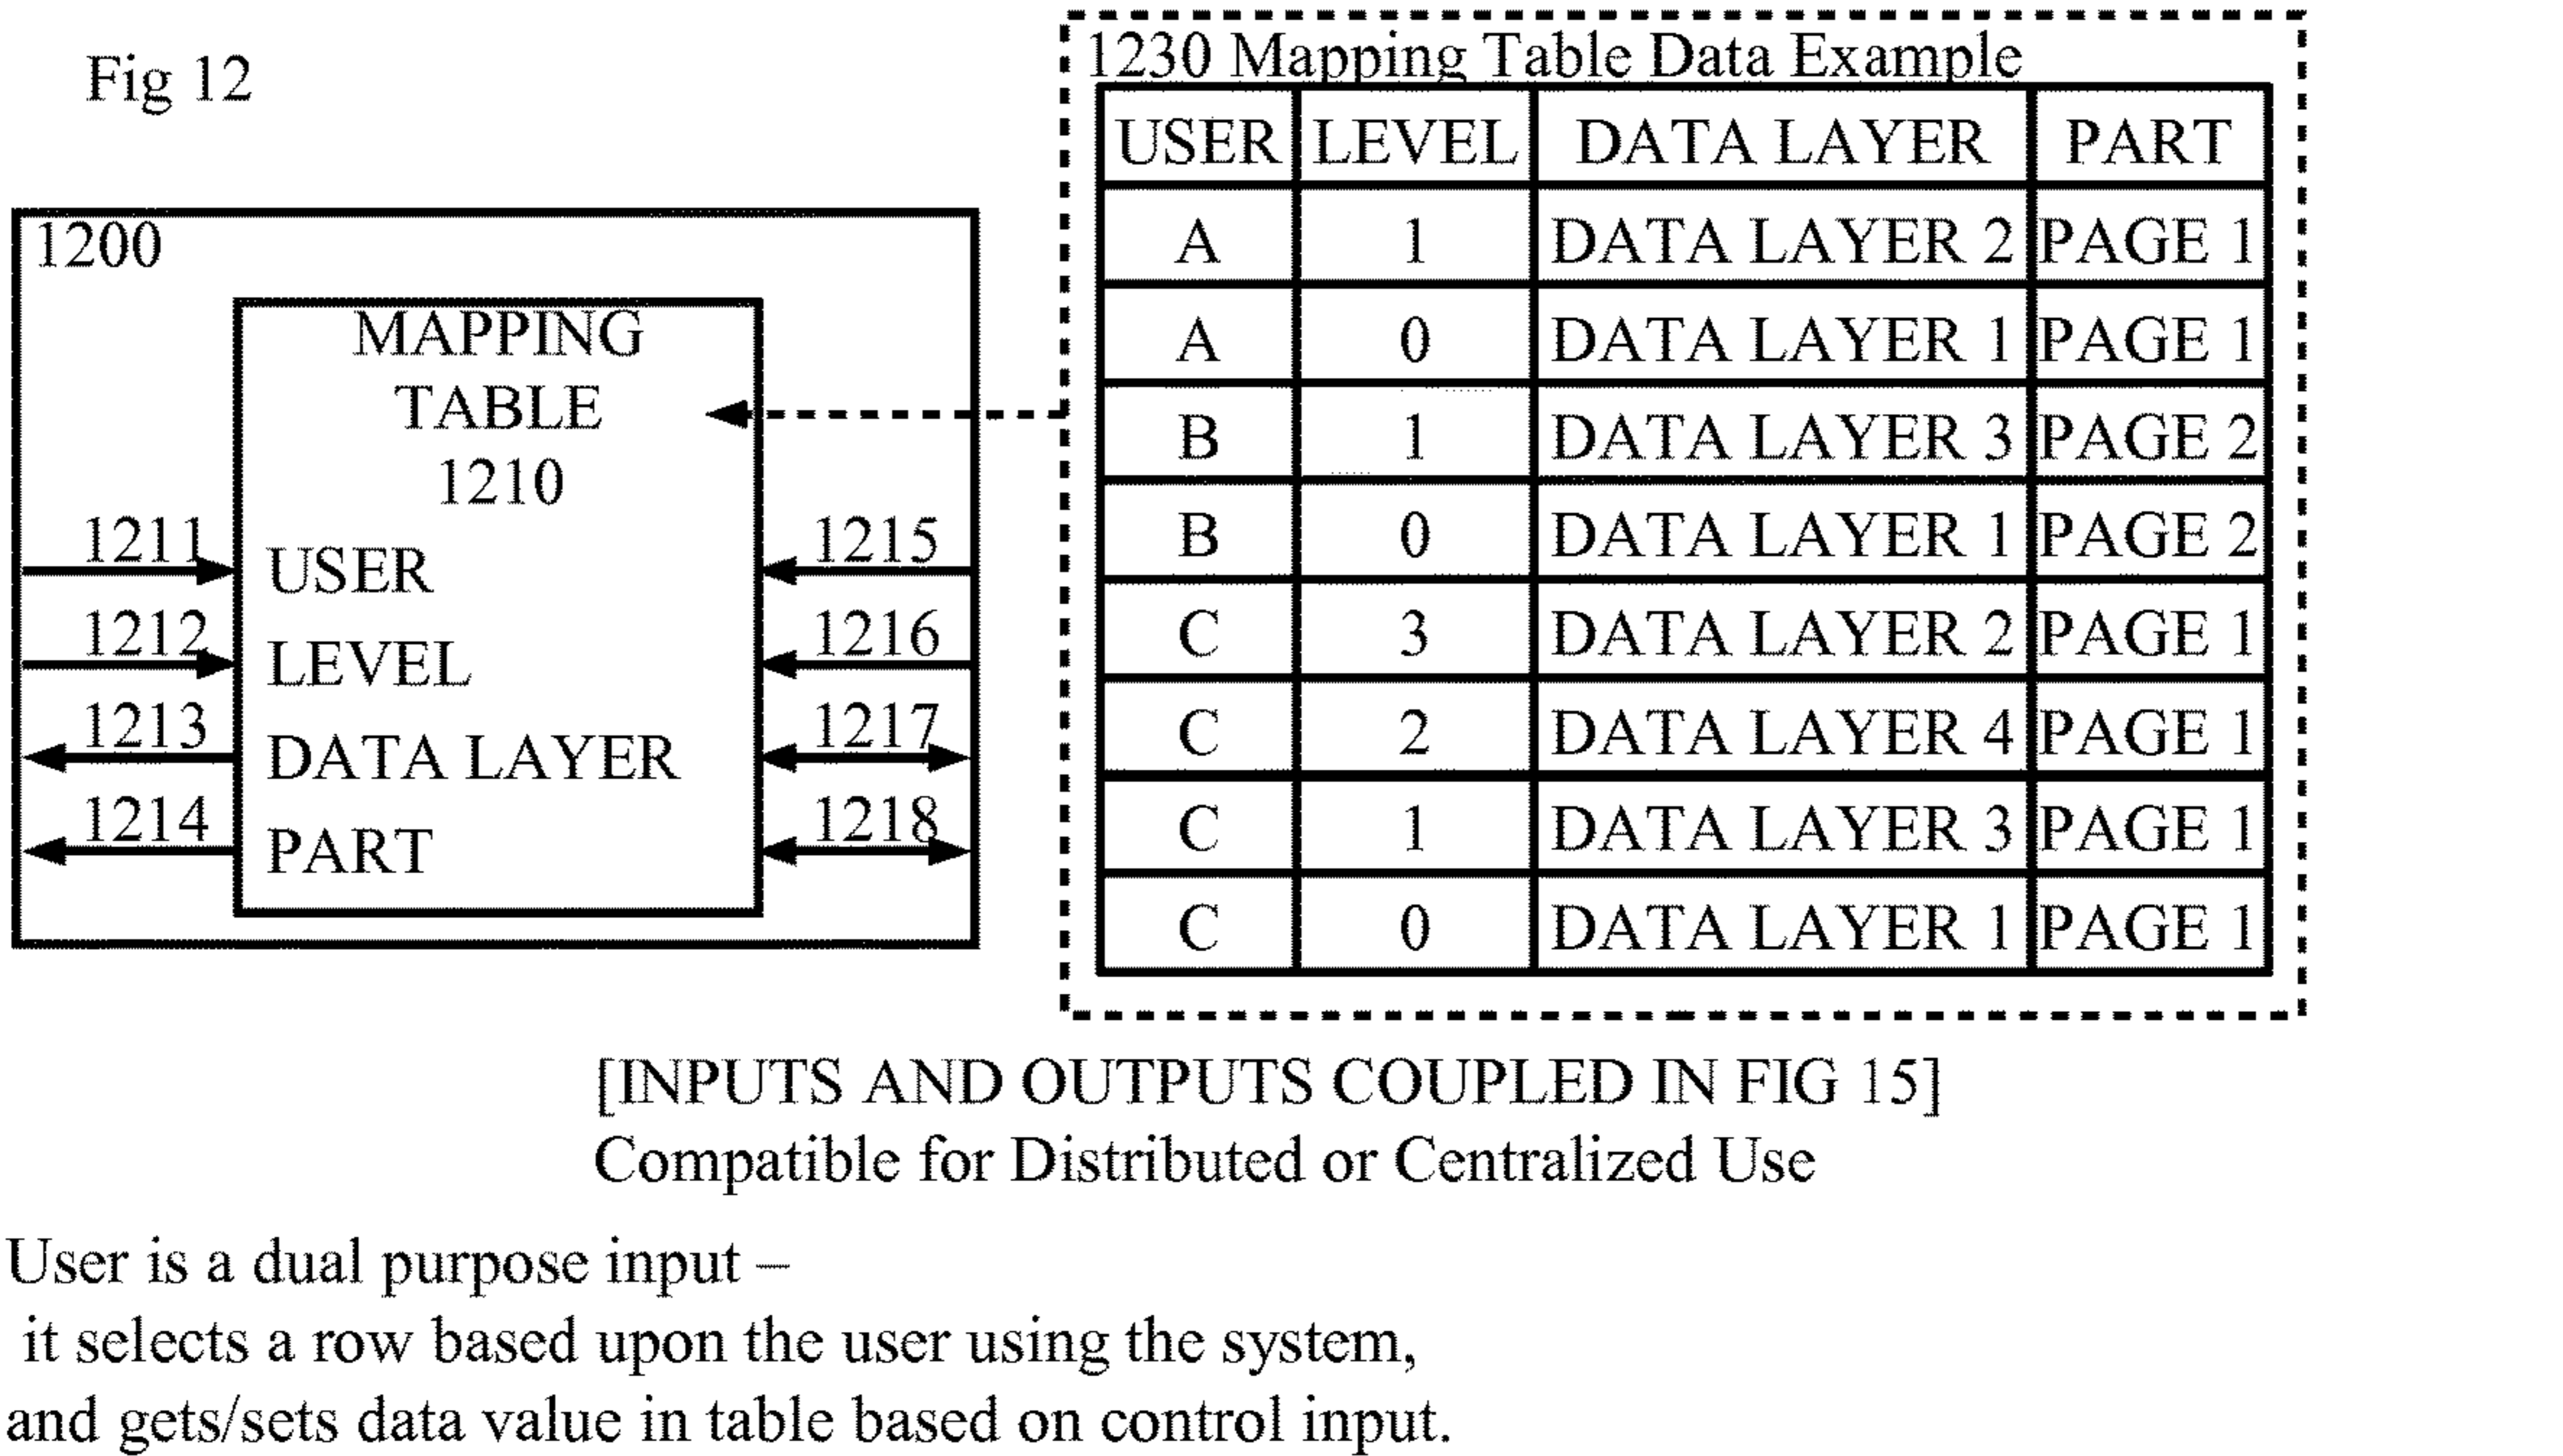 Fig 12
1230 Mapping Table Data Example
USER LEVEL DATA LAYER PART
A 1 DATA LAYER 2 PAGE 1
A 0 DATA LAYER 1 PAGE 1
B 1 DATA LAYER 3 PAGE 2
B 0 DATA LAYER 1 PAGE 2
C 3 DATA LAYER 2 PAGE 1
C 2 DATA LAYER 4 PAGE 1
C 1 DATA LAYER 3 PAGE 1
C 0 DATA LAYER 1 PAGE 1
1200
MAPPING
TABLE
1210
1211 USER 1215
1212 LEVEL 1216
1213 DATA LAYER 1217
1214 PART 1218
[INPUTS AND OUTPUTS COUPLED IN FIG 15]
Compatible for Distributed or Centralized Use
User is a dual purpose input –
it selects a row based upon the user using the system,
and gets/sets data value in table based on control input.